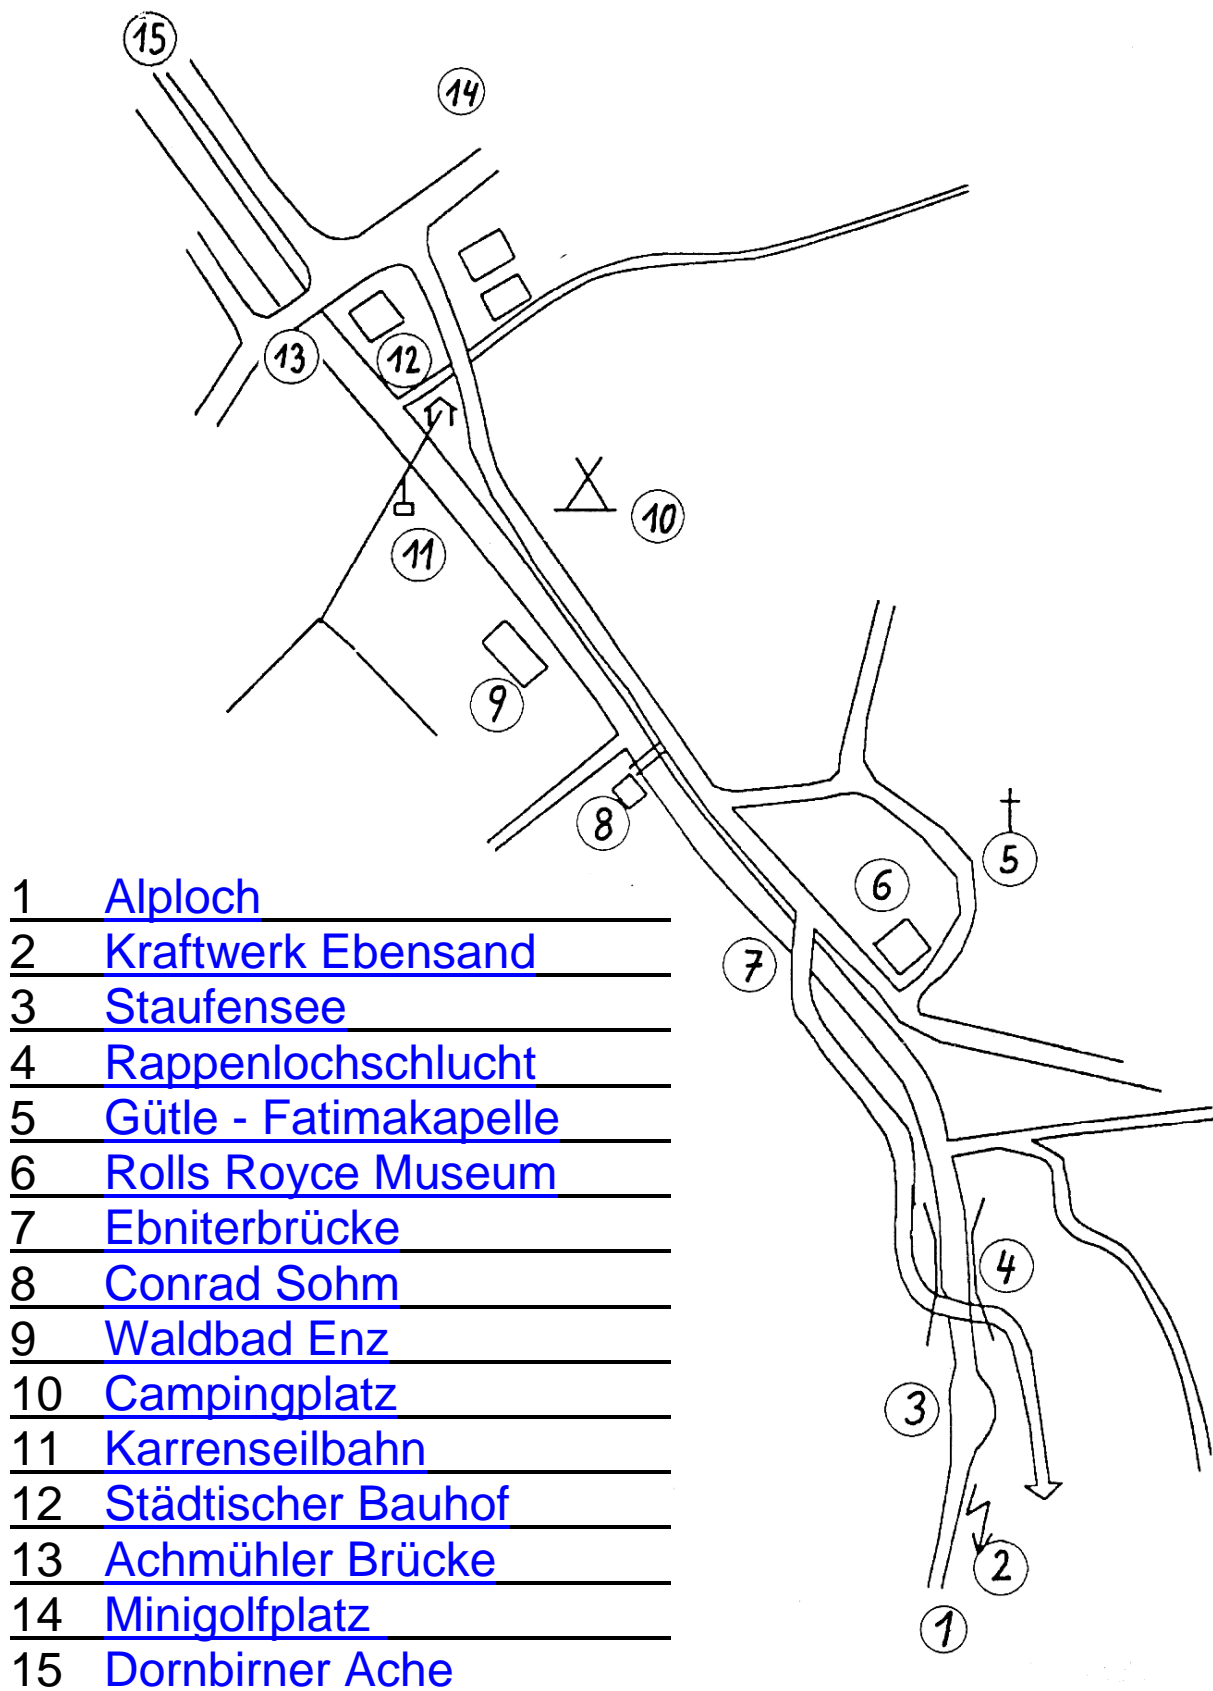 15
14
13
12
10
11
9
8
5
6
7
4
3
2
1
1 Alploch
2 Kraftwerk Ebensand
3 Staufensee
4 Rappenlochschlucht
5 Gütle - Fatimakapelle
6 Rolls Royce Museum
7 Ebniterbrücke
8 Conrad Sohm
9 Waldbad Enz
10 Campingplatz
11 Karrenseilbahn
12 Städtischer Bauhof
13 Achmühler Brücke
14 Minigolfplatz
15 Dornbirner Ache